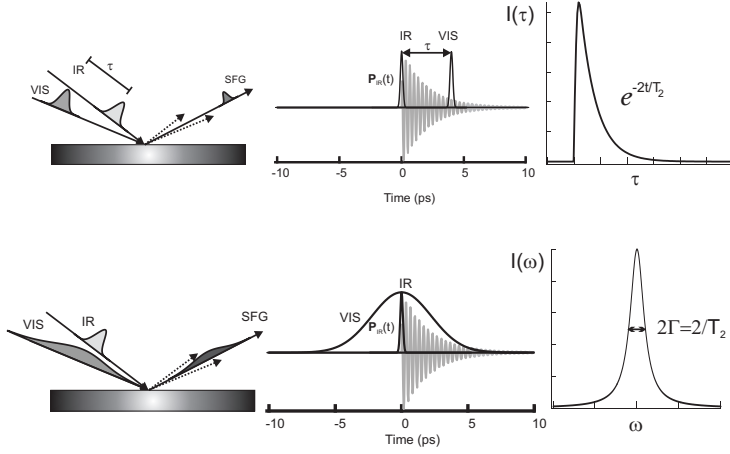 I(τ)
IR VIS
τ
IR
τ
VIS
SFG
P_IR(t)
e^-2t/T_2
-10 -5 0 5 10
τ
Time (ps)
I(ω)
IR
VIS
P_IR(t)
VIS
IR
SFG
2Γ=2/T_2
-10 -5 0 5 10
Time (ps)
ω